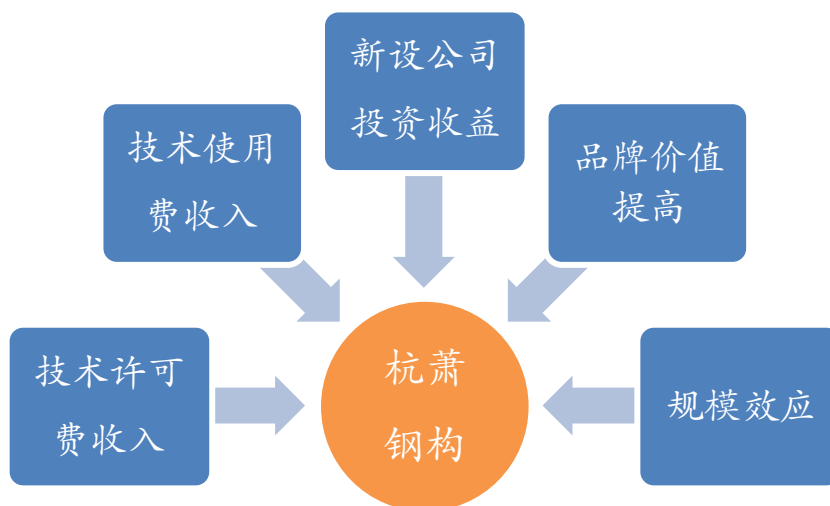 新设公司
投资收益
技术使用
费收入
品牌价值
提高
技术许可
费收入
杭萧
钢构
规模效应